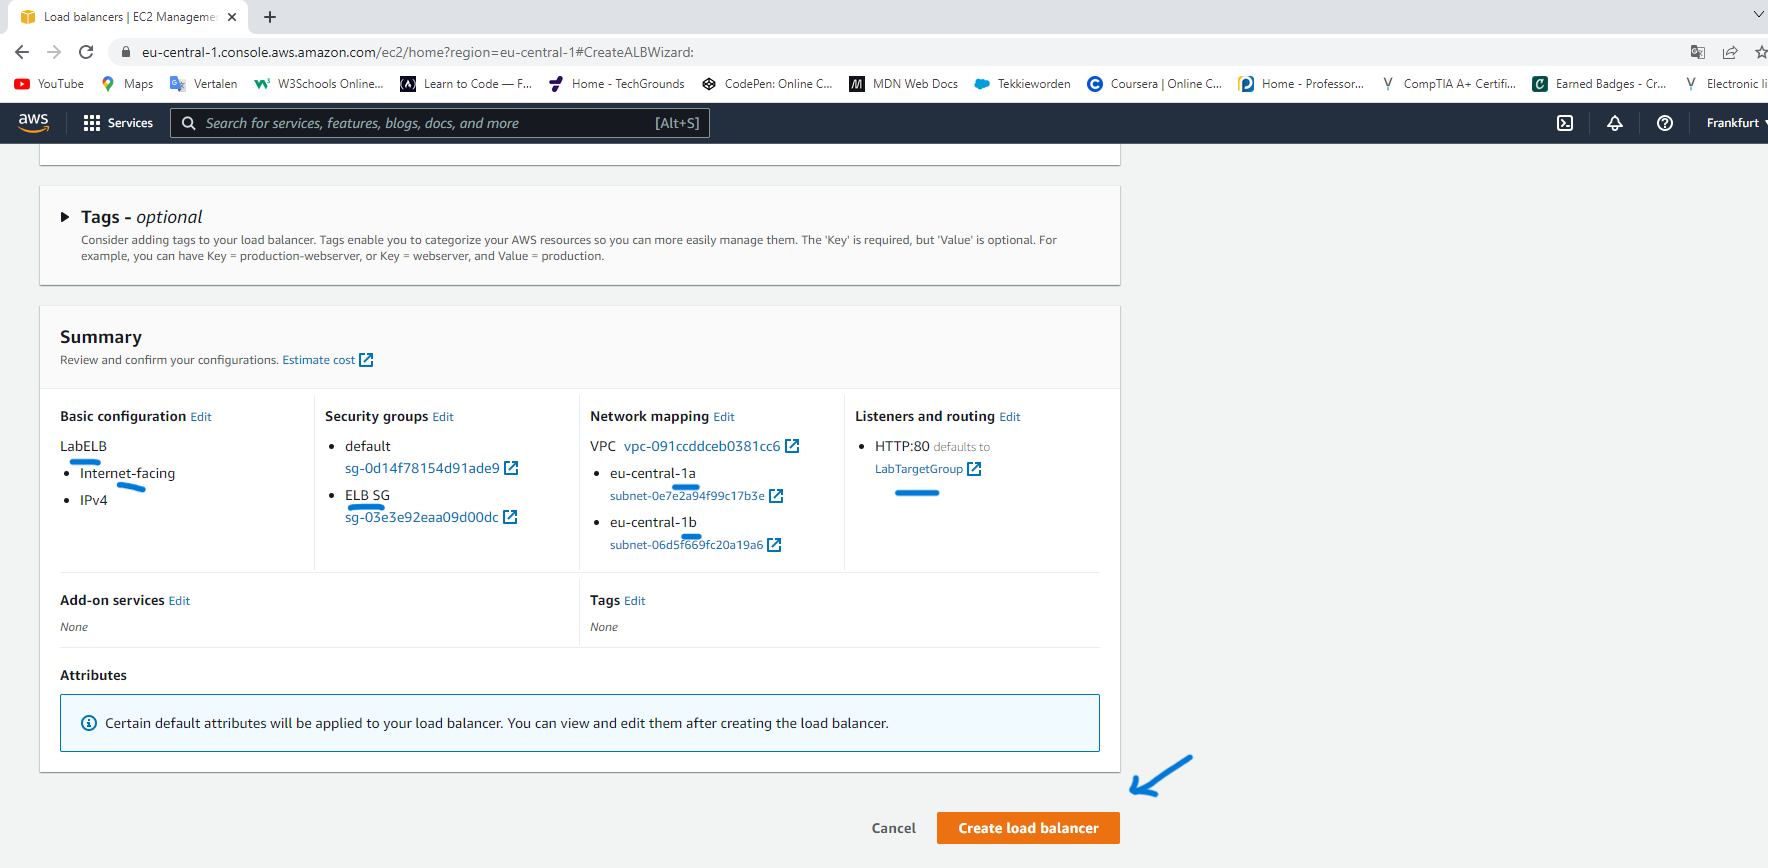 Load balancers | EC2 Manageme
eu-central-1.console.aws.amazon.com/ec2/home?region=eu-central-1#CreateALBWizard:
YouTube Maps Vertalen W3Schools Online... Learn to Code — F... Home - TechGrounds CodePen: Online C... MDN Web Docs Tekkieworden Coursera | Online C... Home - Professor... CompTIA A+ Certifi... Earned Badges - Cr... Electronic li
aws Services Search for services, features, blogs, docs, and more [Alt+S] Frankfurt
Tags - optional
Consider adding tags to your load balancer. Tags enable you to categorize your AWS resources so you can more easily manage them. The 'Key' is required, but 'Value' is optional. For
example, you can have Key = production-webserver, or Key = webserver, and Value = production.
Summary
Review and confirm your configurations. Estimate cost
Basic configuration Edit
LabELB
• Internet-facing
• IPv4
Security groups Edit
• default
sg-0d14f78154d91ade9
• ELB SG
sg-03e3e92eaa09d00dc
Network mapping Edit
VPC vpc-091ccddceb0381cc6
• eu-central-1a
subnet-0e7e2a94f99c17b3e
• eu-central-1b
subnet-06d5f669fc20a19a6
Listeners and routing Edit
• HTTP:80 defaults to
LabTargetGroup
Add-on services Edit
None
Tags Edit
None
Attributes
Certain default attributes will be applied to your load balancer. You can view and edit them after creating the load balancer.
Cancel Create load balancer